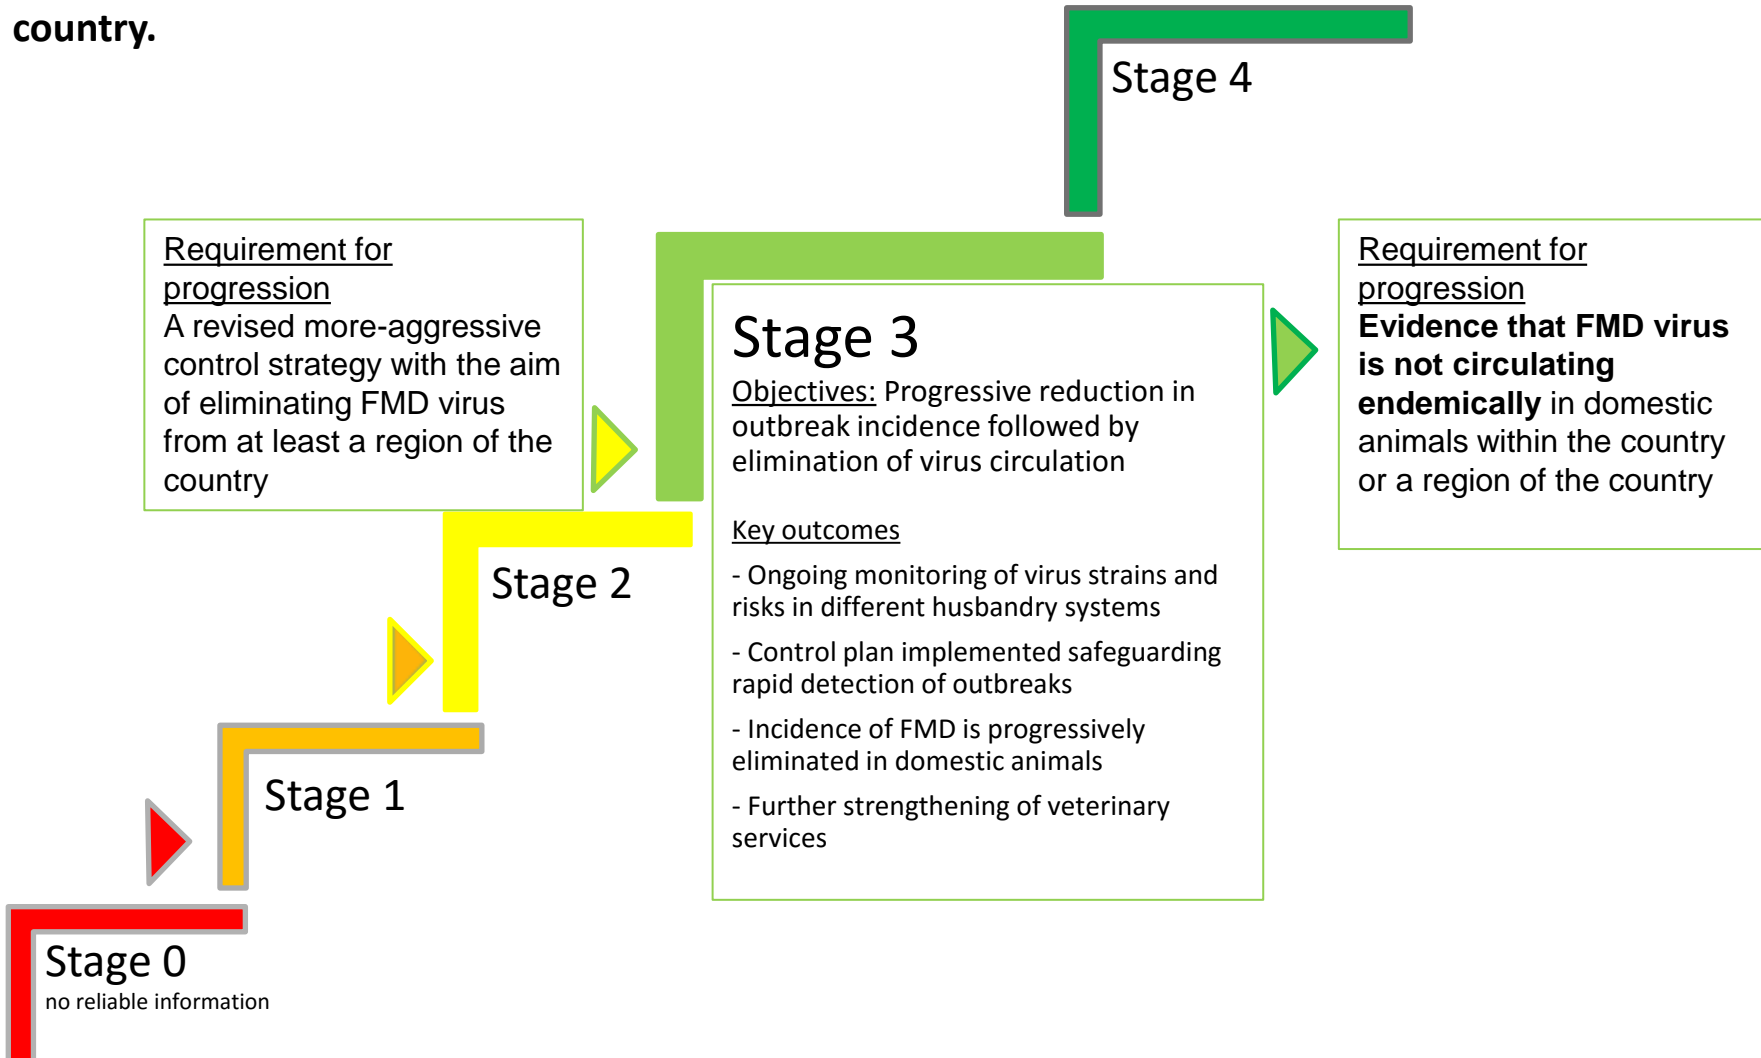 country.
Stage 4
Requirement for
progression
A revised more-aggressive
control strategy with the aim
of eliminating FMD virus
from at least a region of the
country
Stage 3
Objectives: Progressive reduction in
outbreak incidence followed by
elimination of virus circulation
Key outcomes
- Ongoing monitoring of virus strains and
risks in different husbandry systems
- Control plan implemented safeguarding
rapid detection of outbreaks
- Incidence of FMD is progressively
eliminated in domestic animals
- Further strengthening of veterinary
services
Requirement for
progression
Evidence that FMD virus
is not circulating
endemically in domestic
animals within the country
or a region of the country
Stage 2
Stage 1
Stage 0
no reliable information